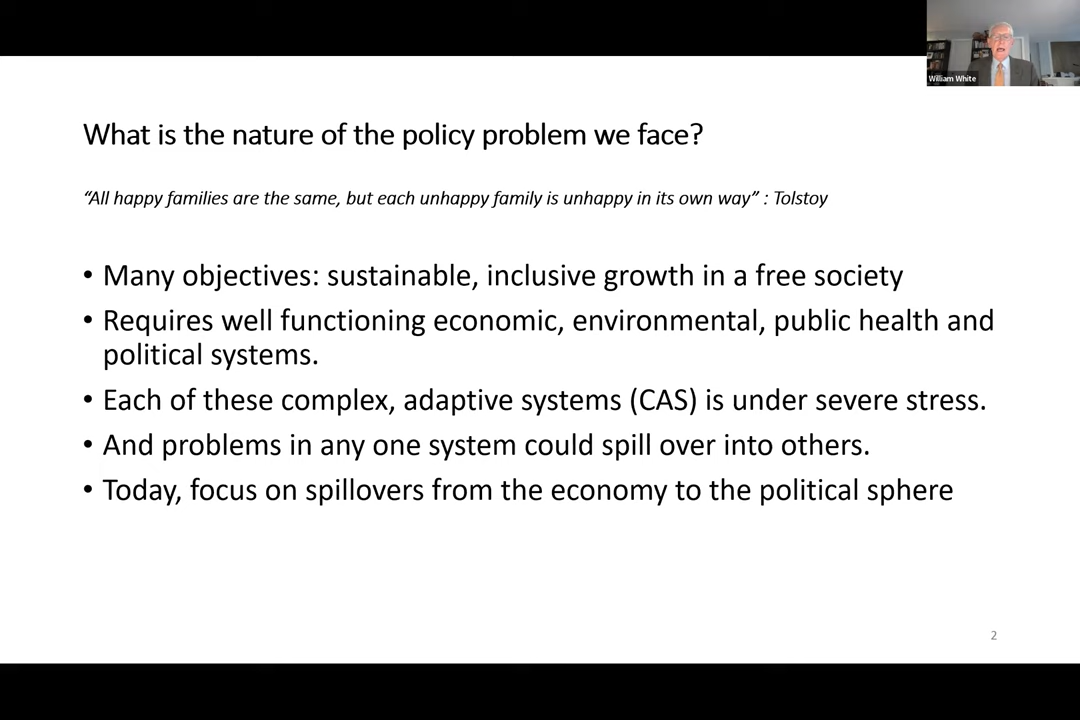 William White
What is the nature of the policy problem we face?
“All happy families are the same, but each unhappy family is unhappy in its own way” : Tolstoy
• Many objectives: sustainable, inclusive growth in a free society
• Requires well functioning economic, environmental, public health and
political systems.
• Each of these complex, adaptive systems (CAS) is under severe stress.
• And problems in any one system could spill over into others.
• Today, focus on spillovers from the economy to the political sphere
2